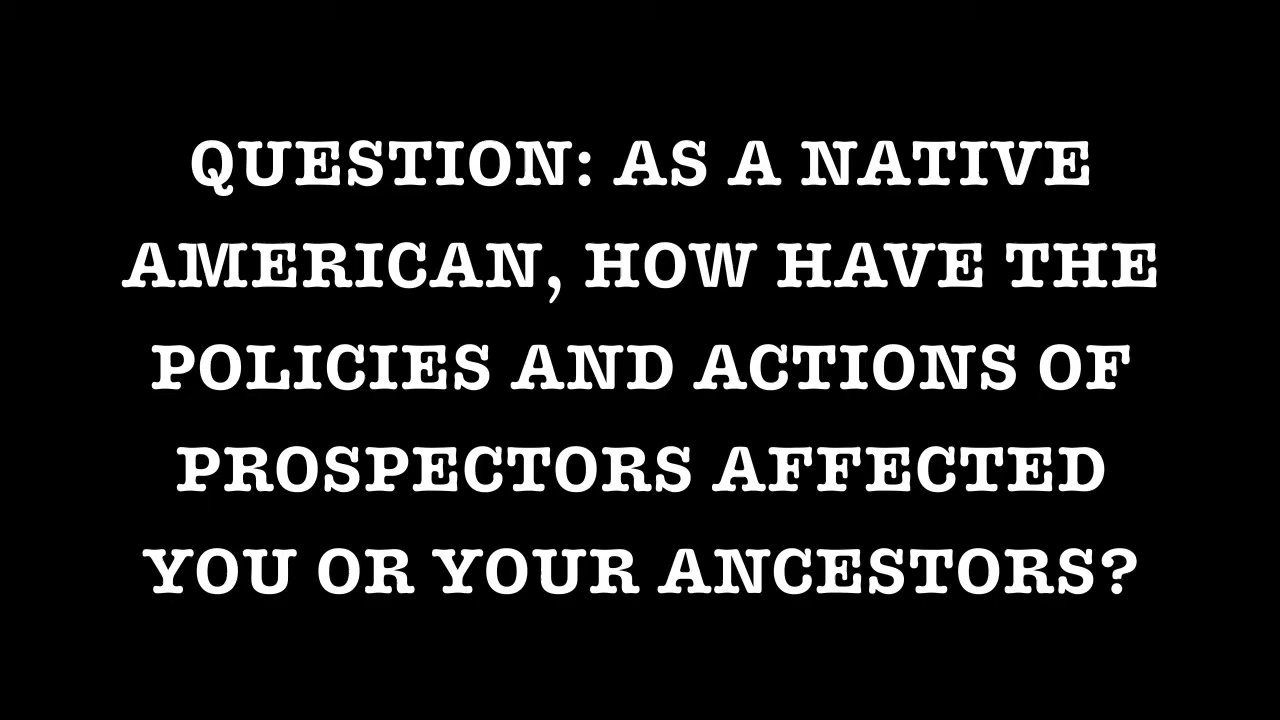 QUESTION: AS A NATIVE
AMERICAN, HOW HAVE THE
POLICIES AND ACTIONS OF
PROSPECTORS AFFECTED
YOU OR YOUR ANCESTORS?